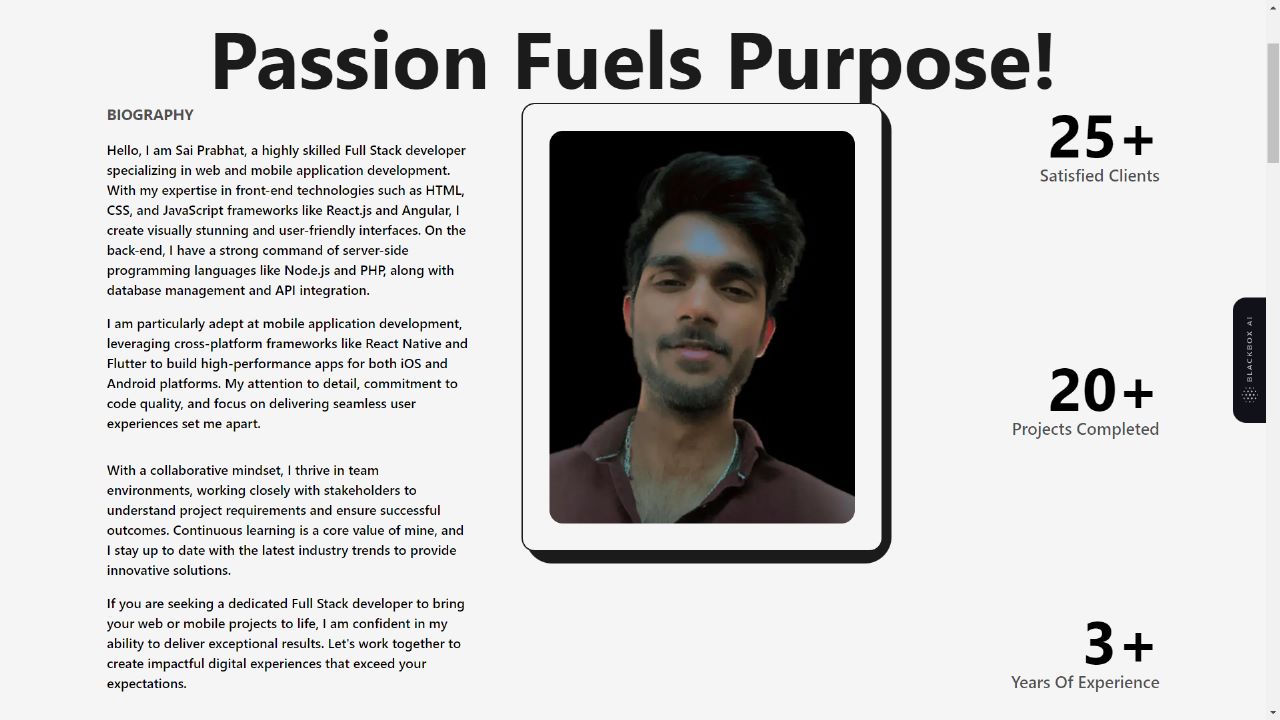 Passion Fuels Purpose!
BIOGRAPHY
Hello, I am Sai Prabhat, a highly skilled Full Stack developer
specializing in web and mobile application development.
With my expertise in front-end technologies such as HTML,
CSS, and JavaScript frameworks like React.js and Angular, I
create visually stunning and user-friendly interfaces. On the
back-end, I have a strong command of server-side
programming languages like Node.js and PHP, along with
database management and API integration.
I am particularly adept at mobile application development,
leveraging cross-platform frameworks like React Native and
Flutter to build high-performance apps for both iOS and
Android platforms. My attention to detail, commitment to
code quality, and focus on delivering seamless user
experiences set me apart.
With a collaborative mindset, I thrive in team
environments, working closely with stakeholders to
understand project requirements and ensure successful
outcomes. Continuous learning is a core value of mine, and
I stay up to date with the latest industry trends to provide
innovative solutions.
If you are seeking a dedicated Full Stack developer to bring
your web or mobile projects to life, I am confident in my
ability to deliver exceptional results. Let's work together to
create impactful digital experiences that exceed your
expectations.
25+
Satisfied Clients
20+
Projects Completed
3+
Years Of Experience
BLACKBOX AI